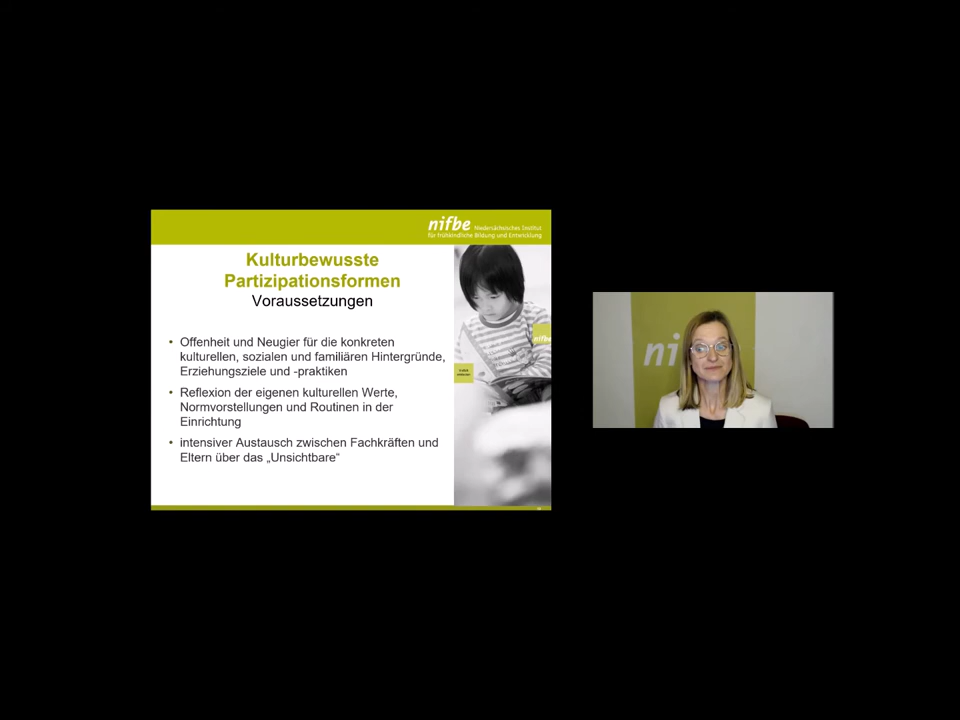 nifbe Niedersächsisches Institut
für frühkindliche Bildung und Entwicklung
Kulturbewusste
Partizipationsformen
Voraussetzungen
• Offenheit und Neugier für die konkreten
kulturellen, sozialen und familiären Hintergründe,
Erziehungsziele und -praktiken
• Reflexion der eigenen kulturellen Werte,
Normvorstellungen und Routinen in der
Einrichtung
• intensiver Austausch zwischen Fachkräften und
Eltern über das „Unsichtbare“
nifbe
ni